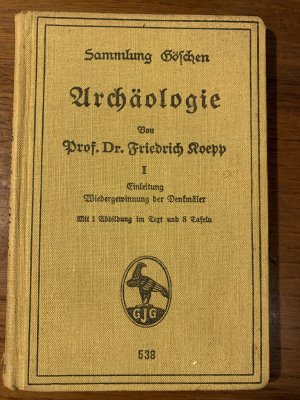 Sammlung Göschen
Archäologie
Von
Prof. Dr. Friedrich Koepp
I
Einleitung
Wiedergewinnung der Denkmäler
Mit 1 Abbildung im Text und 8 Tafeln
GJG
538